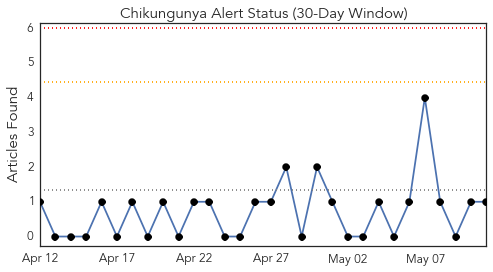 Chikungunya Alert Status (30-Day Window)
Articles Found
6
5
4
3
2
1
0
Apr 12 Apr 17 Apr 22 Apr 27 May 02 May 07